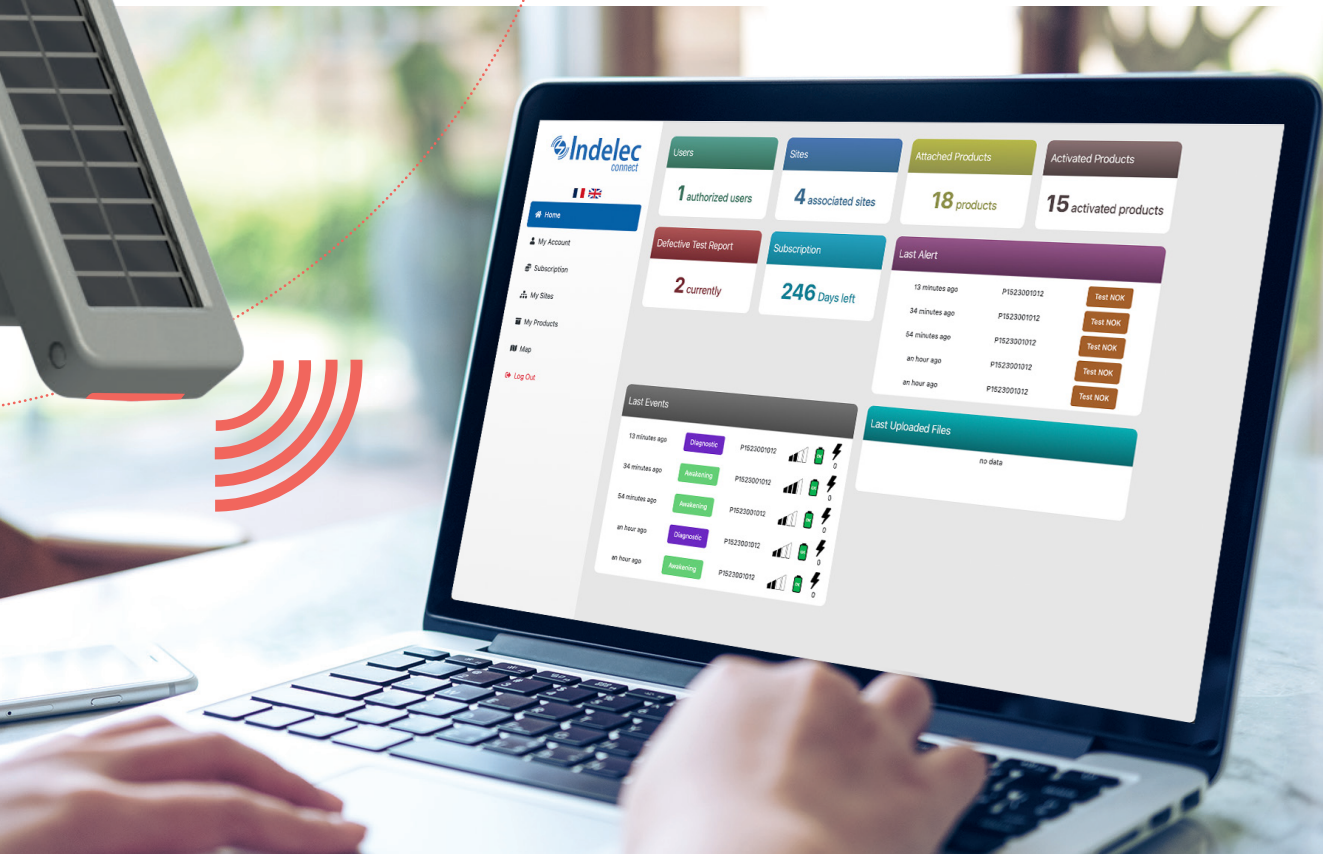 Indelec
connect
Home
My Account
Subscription
My Sites
My Products
Map
Log Out
Users
1 authorized users
Sites
4 associated sites
Attached Products
18 products
Activated Products
15 activated products
Defective Test Report
2 currently
Subscription
246 Days left
Last Alert
13 minutes ago P1523001012 Test NOK
34 minutes ago P1523001012 Test NOK
54 minutes ago P1523001012 Test NOK
an hour ago P1523001012 Test NOK
an hour ago P1523001012 Test NOK
Last Events
13 minutes ago Diagnostic P1523001012 0
34 minutes ago Awakening P1523001012 0
54 minutes ago Awakening P1523001012 0
an hour ago Diagnostic P1523001012 0
an hour ago Awakening P1523001012 0
Last Uploaded Files
no data